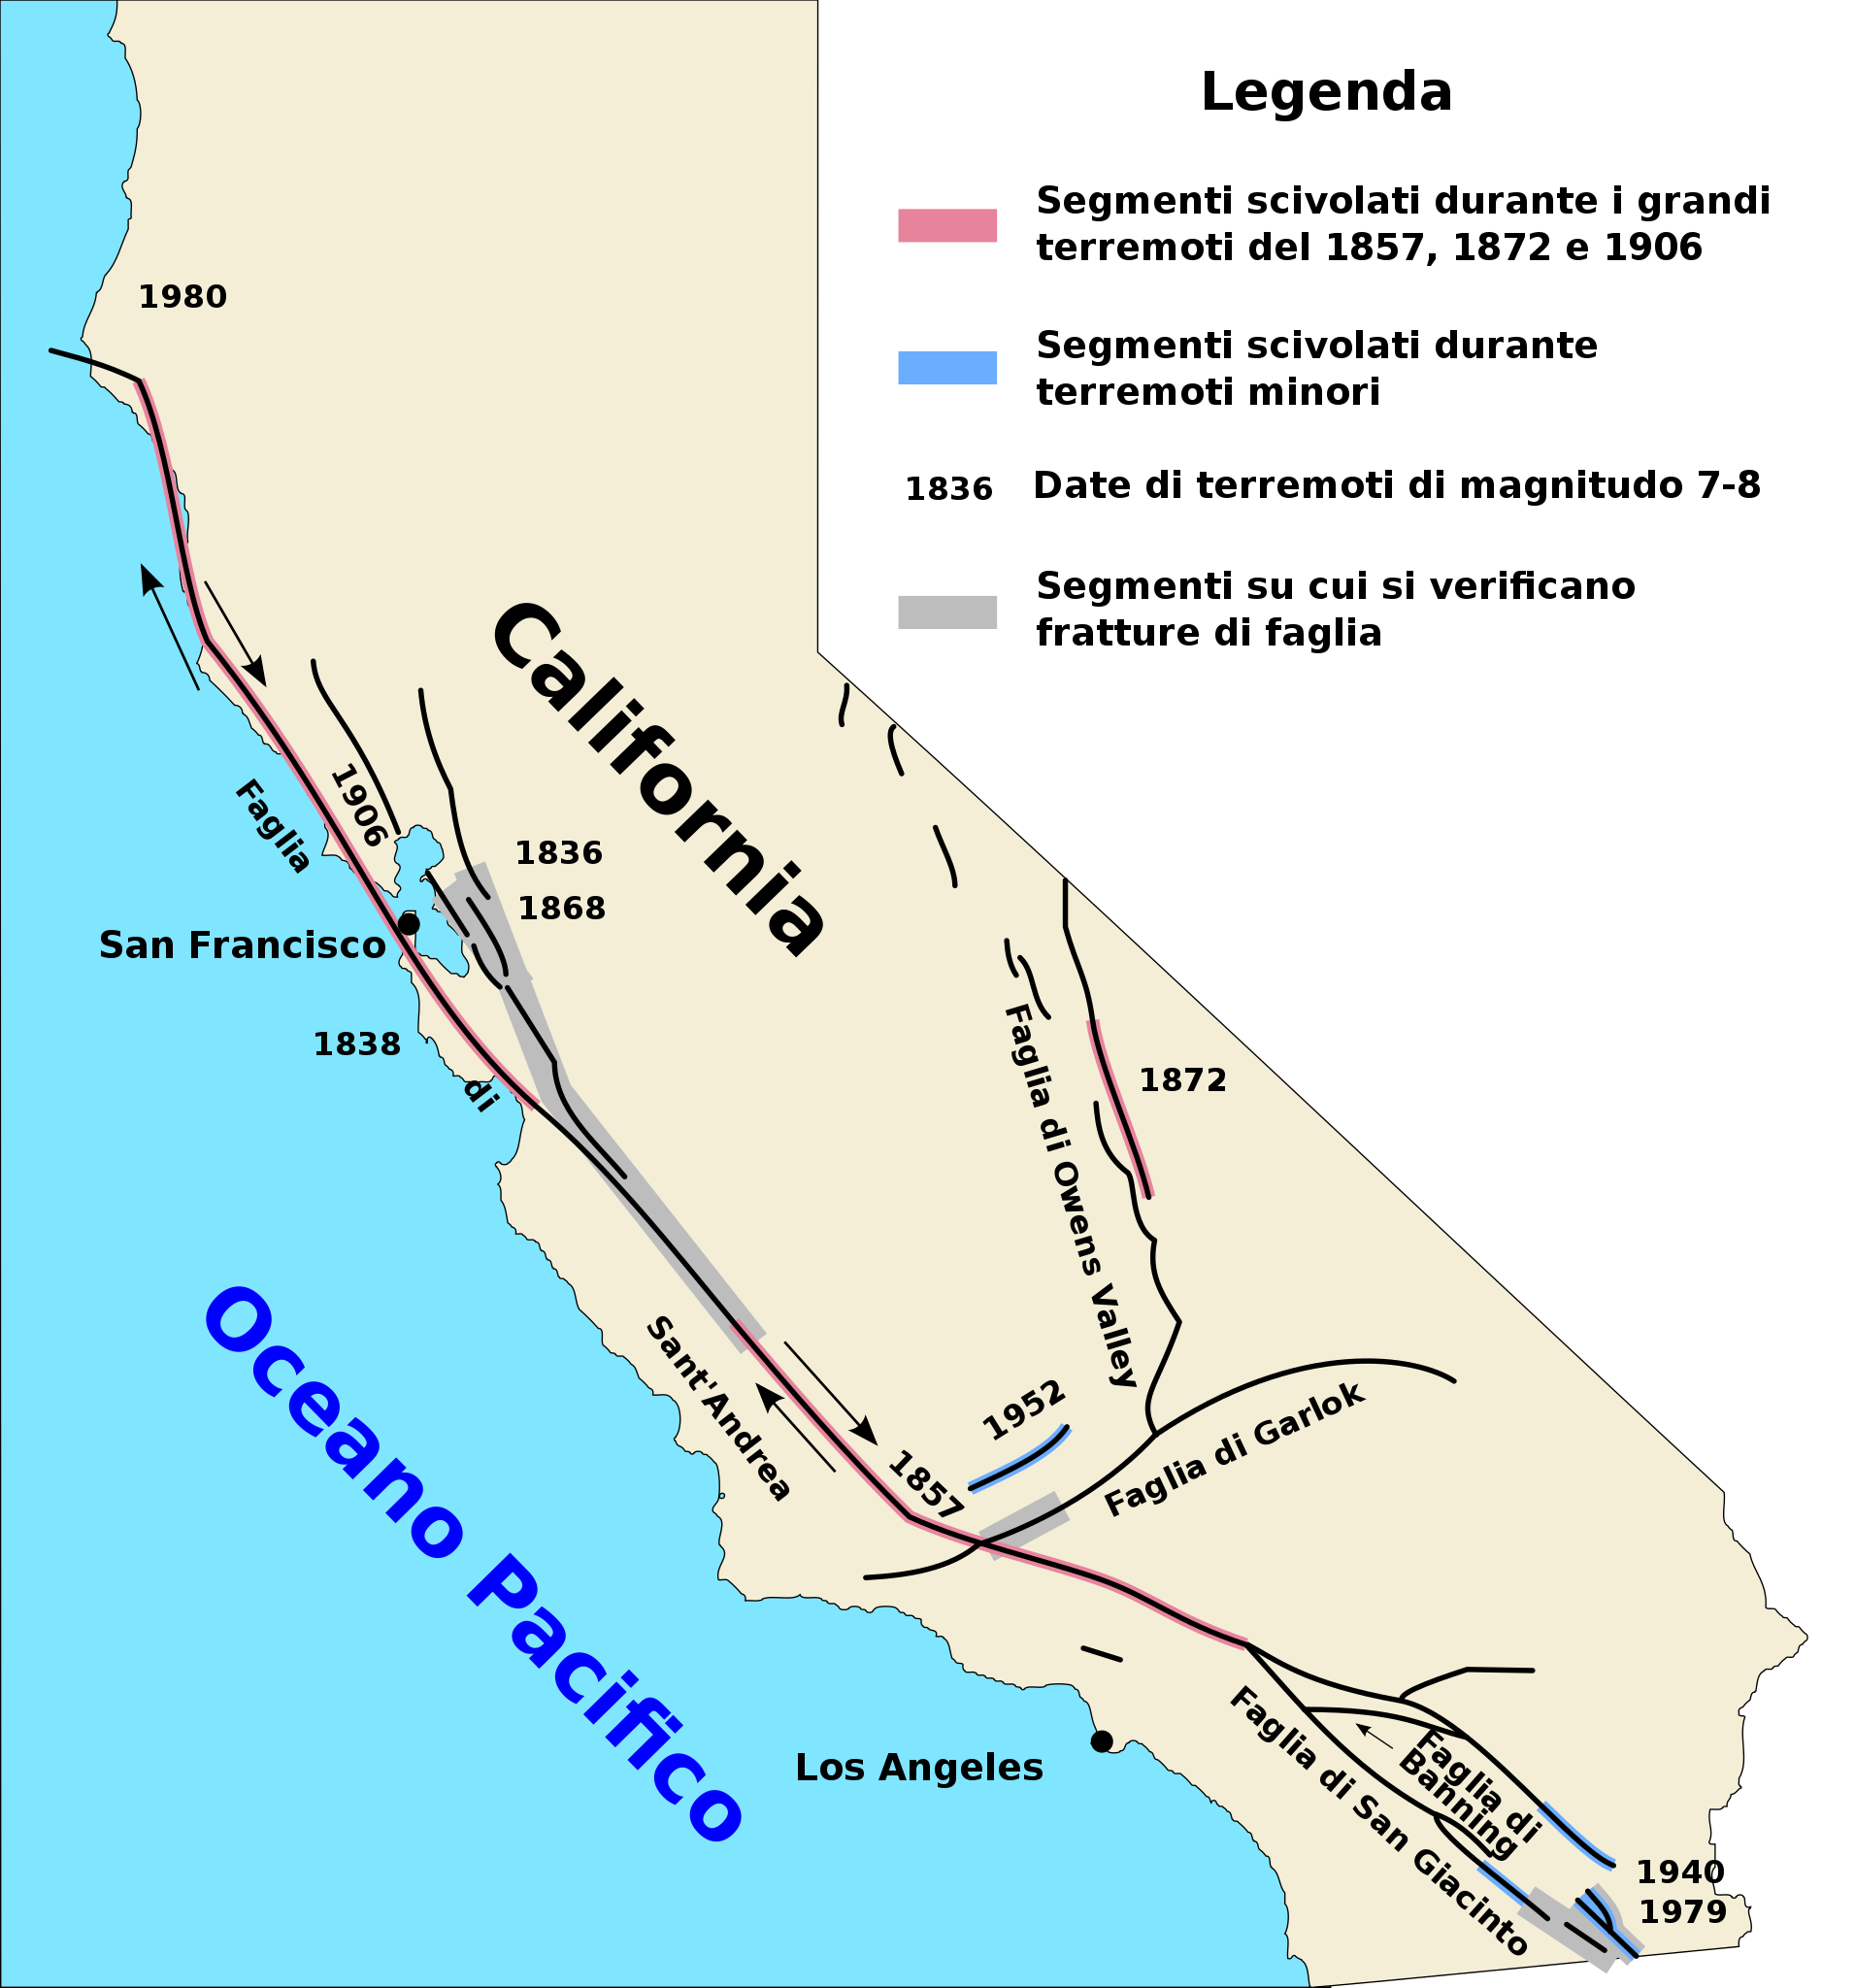 Legenda
Segmenti scivolati durante i grandi
terremoti del 1857, 1872 e 1906
Segmenti scivolati durante
terremoti minori
1836 Date di terremoti di magnitudo 7-8
Segmenti su cui si verificano
fratture di faglia
1980
California
Faglia
1906
1836
1868
San Francisco
1838
di
1872
Faglia di Owens Valley
Oceano Pacifico
Sant'Andrea
1952
1857
Faglia di Garlok
Los Angeles
Faglia di San Giacinto
Faglia di
Banning
1940
1979